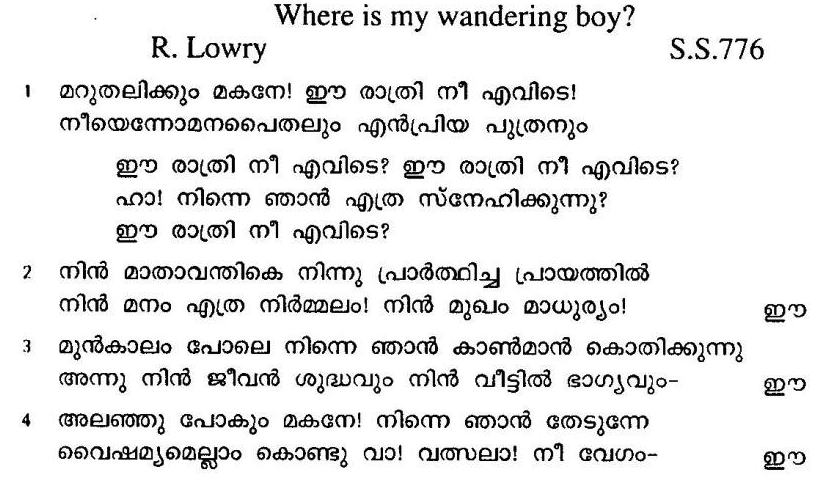 Where is my wandering boy?
R. Lowry S.S.776
1 മറുതലിക്കും മകനേ! ഈ രാത്രി നീ എവിടെ!
നീയെന്നോമനപൈതലും എൻപ്രിയ പുത്രനും
ഈ രാത്രി നീ എവിടെ? ഈ രാത്രി നീ എവിടെ?
ഹാ! നിന്നെ ഞാൻ എത്ര സ്നേഹിക്കുന്നു?
ഈ രാത്രി നീ എവിടെ?
2 നിൻ മാതാവന്തികെ നിന്നു പ്രാർത്ഥിച്ച പ്രായത്തിൽ
നിൻ മനം എത്ര നിർമ്മലം! നിൻ മുഖം മാധുര്യം! ഈ
3 മുൻകാലം പോലെ നിന്നെ ഞാൻ കാൺമാൻ കൊതിക്കുന്നു
അന്നു നിൻ ജീവൻ ശുദ്ധവും നിൻ വീട്ടിൽ ഭാഗ്യവും- ഈ
4 അലഞ്ഞു പോകും മകനേ! നിന്നെ ഞാൻ തേടുന്നേ
വൈഷമ്യമെല്ലാം കൊണ്ടു വാ! വത്സലാ! നീ വേഗം- ഈ